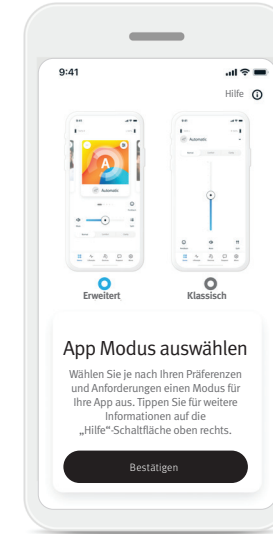 9:41
Hilfe
Automatic
A
Automatic
Erweitert
Klassisch
App Modus auswählen
Wählen Sie je nach Ihren Präferenzen
und Anforderungen einen Modus für
Ihre App aus. Tippen Sie für weitere
Informationen auf die
„Hilfe“-Schaltfläche oben rechts.
Bestätigen